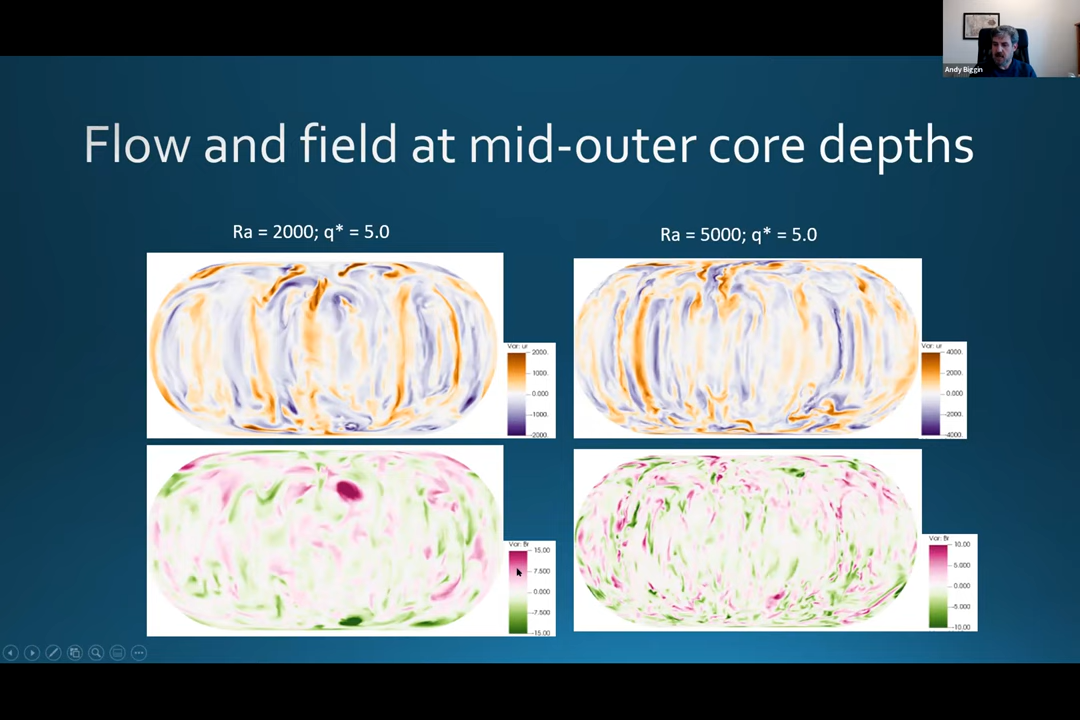 Andy Biggin
Flow and field at mid-outer core depths
Ra = 2000; q* = 5.0
Ra = 5000; q* = 5.0
Var: ur
2000.
1000.
0.000
-1000.
-2000.
Var: ur
4000.
2000.
0.000
-2000.
-4000.
Var: Br
15.00
7.500
0.000
-7.500
-15.00
Var: Br
10.00
5.000
0.000
-5.000
-10.00